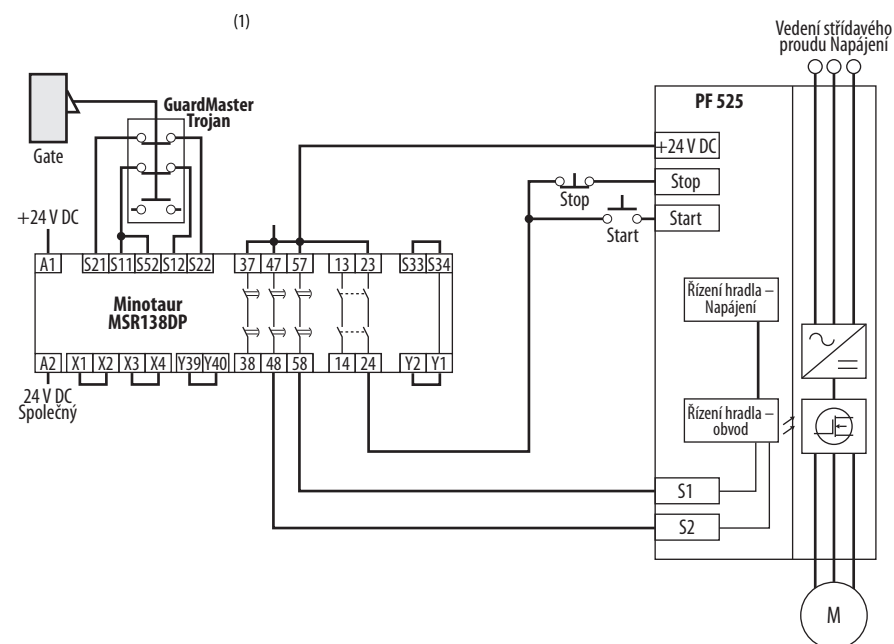 (1)
Vedení střídavého
proudu Napájení
GuardMaster
Trojan
Gate
PF 525
+24 V DC
Stop
Stop
Start
Start
+24 V DC
A1 S21 S11 S52 S12 S22 37 47 57 13 23 S33 S34
Minotaur
MSR138DP
A2 X1 X2 X3 X4 Y39 Y40 38 48 58 14 24 Y2 Y1
24 V DC
Společný
Řízení hradla –
Napájení
Řízení hradla –
obvod
S1
S2
M